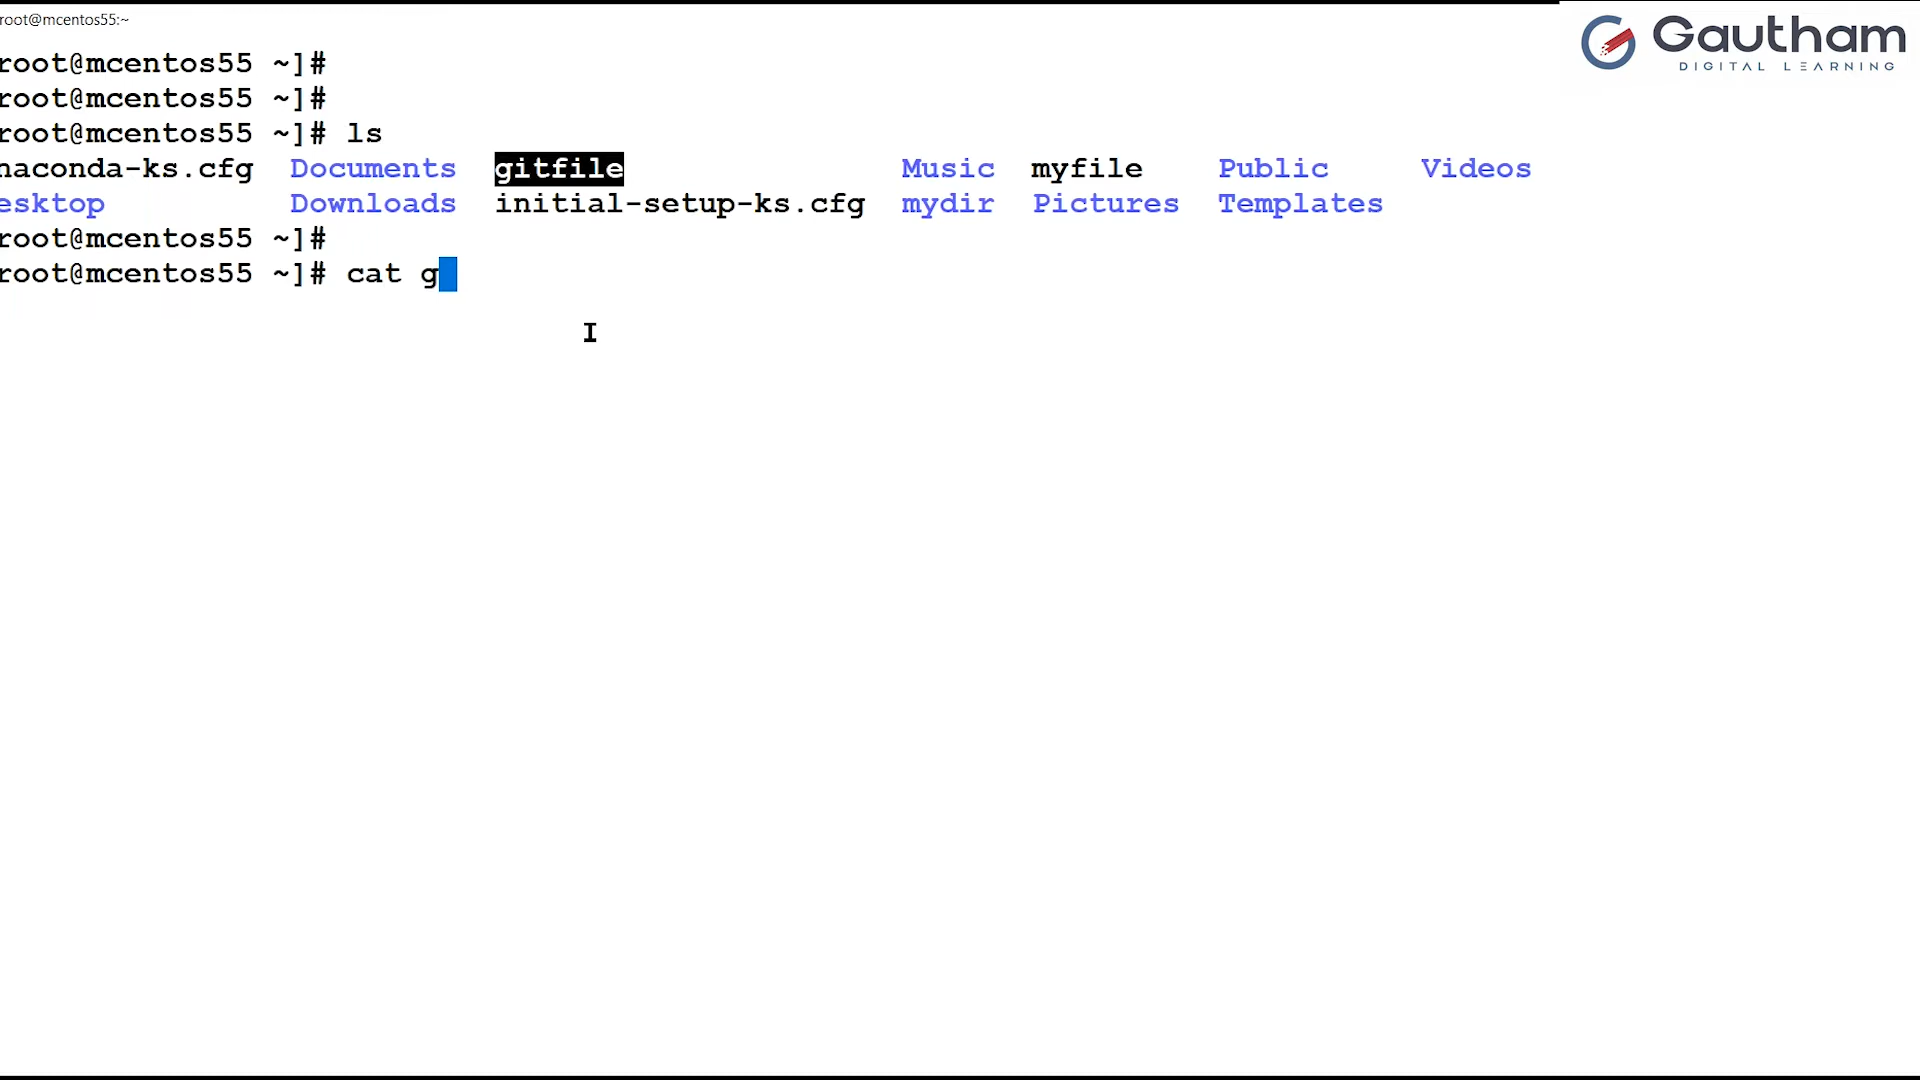 root@mcentos55:~
Gautham
DIGITAL LEARNING
root@mcentos55 ~]#
root@mcentos55 ~]#
root@mcentos55 ~]# ls
naconda-ks.cfg Documents gitfile Music myfile Public Videos
esktop Downloads initial-setup-ks.cfg mydir Pictures Templates
root@mcentos55 ~]#
root@mcentos55 ~]# cat g